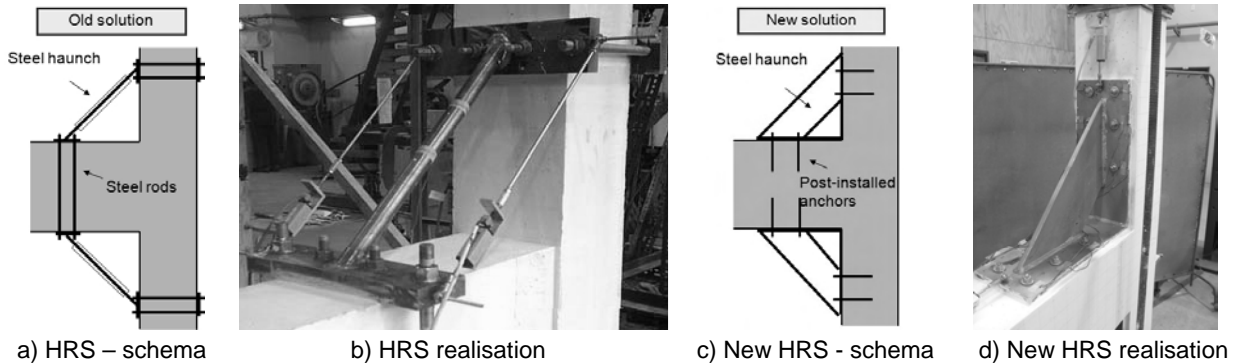 Old solution
Steel haunch
Steel rods
New solution
Steel haunch
Post-installed
anchors
a) HRS – schema
b) HRS realisation
c) New HRS - schema
d) New HRS realisation